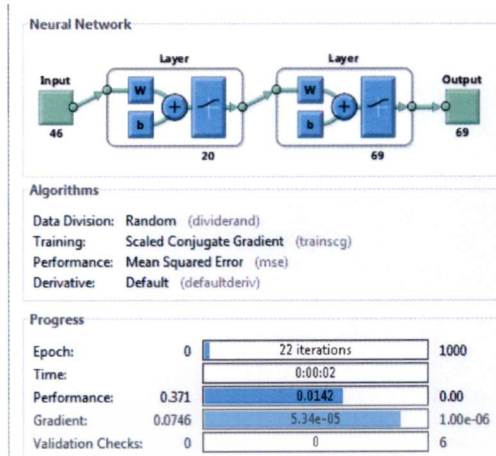 Neural Network
Layer Layer
Input Output
W W
b b
46 69
20 69
Algorithms
Data Division: Random (dividerand)
Training: Scaled Conjugate Gradient (trainscg)
Performance: Mean Squared Error (mse)
Derivative: Default (defaultderiv)
Progress
Epoch: 0 22 iterations 1000
Time: 0:00:02
Performance: 0.371 0.0142 0.00
Gradient: 0.0746 5.34e-05 1.00e-06
Validation Checks: 0 0 6